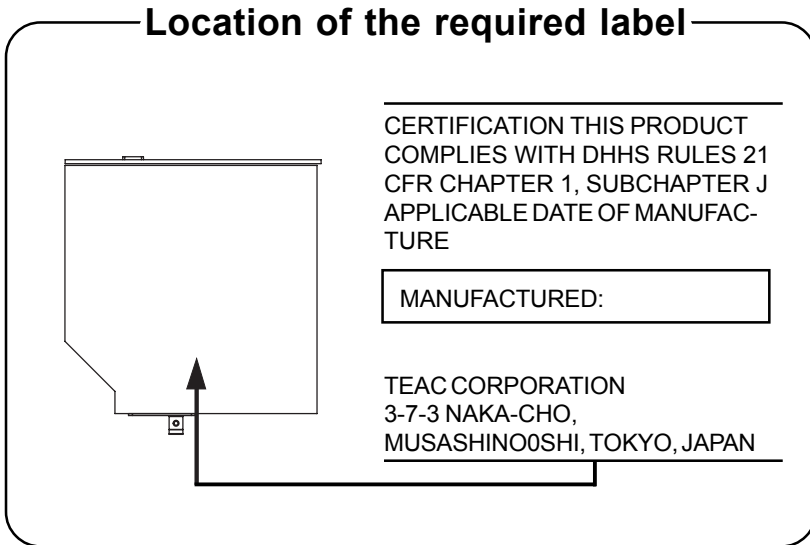 Location of the required label
CERTIFICATION THIS PRODUCT
COMPLIES WITH DHHS RULES 21
CFR CHAPTER 1, SUBCHAPTER J
APPLICABLE DATE OF MANUFAC-
TURE
MANUFACTURED:
TEAC CORPORATION
3-7-3 NAKA-CHO,
MUSASHINO0SHI, TOKYO, JAPAN